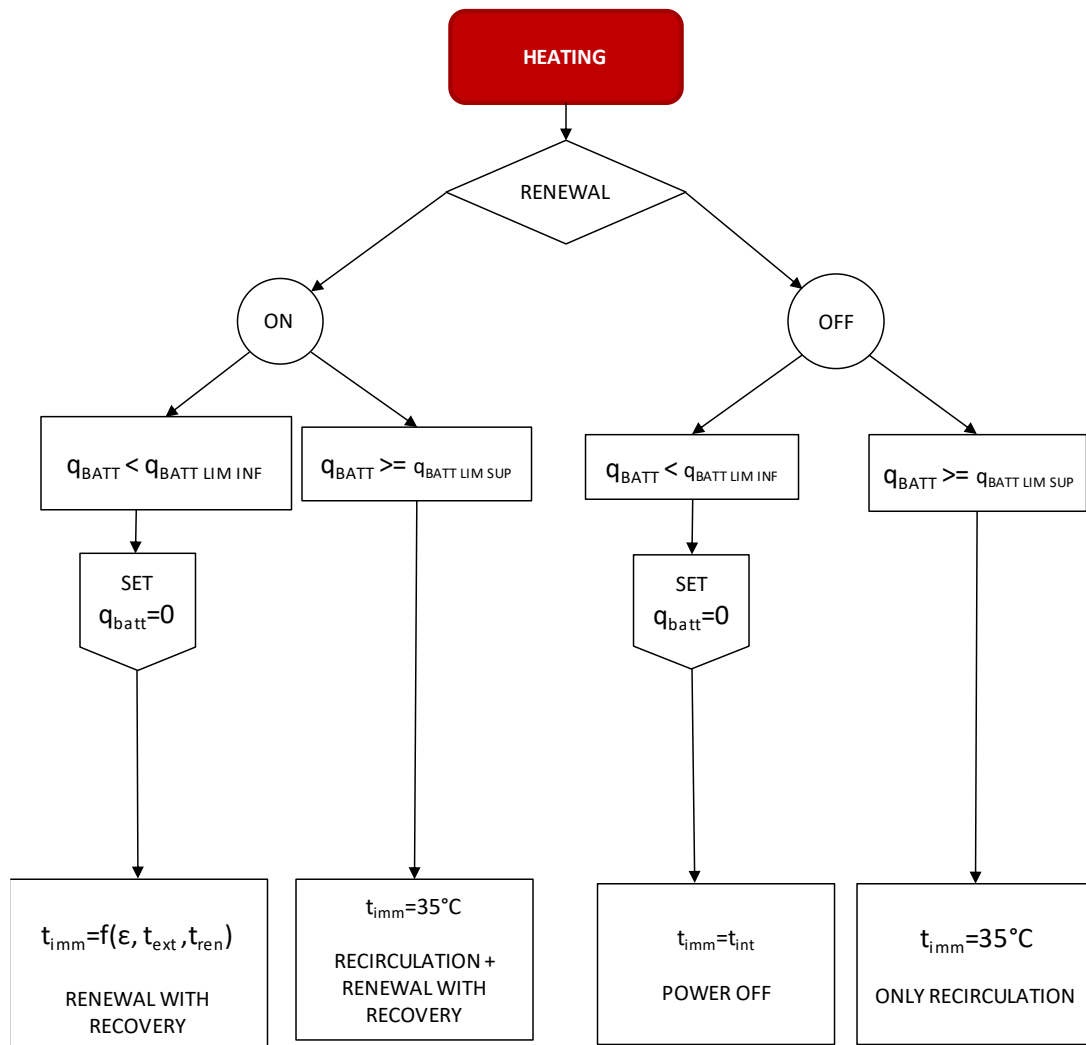 HEATING
RENEWAL
ON
OFF
qBATT < qBATT LIM INF
qBATT >= qBATT LIM SUP
qBATT < qBATT LIM INF
qBATT >= qBATT LIM SUP
SET
qbatt=0
SET
qbatt=0
timm=f(ε, text ,tren)
RENEWAL WITH
RECOVERY
timm=35°C
RECIRCULATION +
RENEWAL WITH
RECOVERY
timm=tint
POWER OFF
timm=35°C
ONLY RECIRCULATION